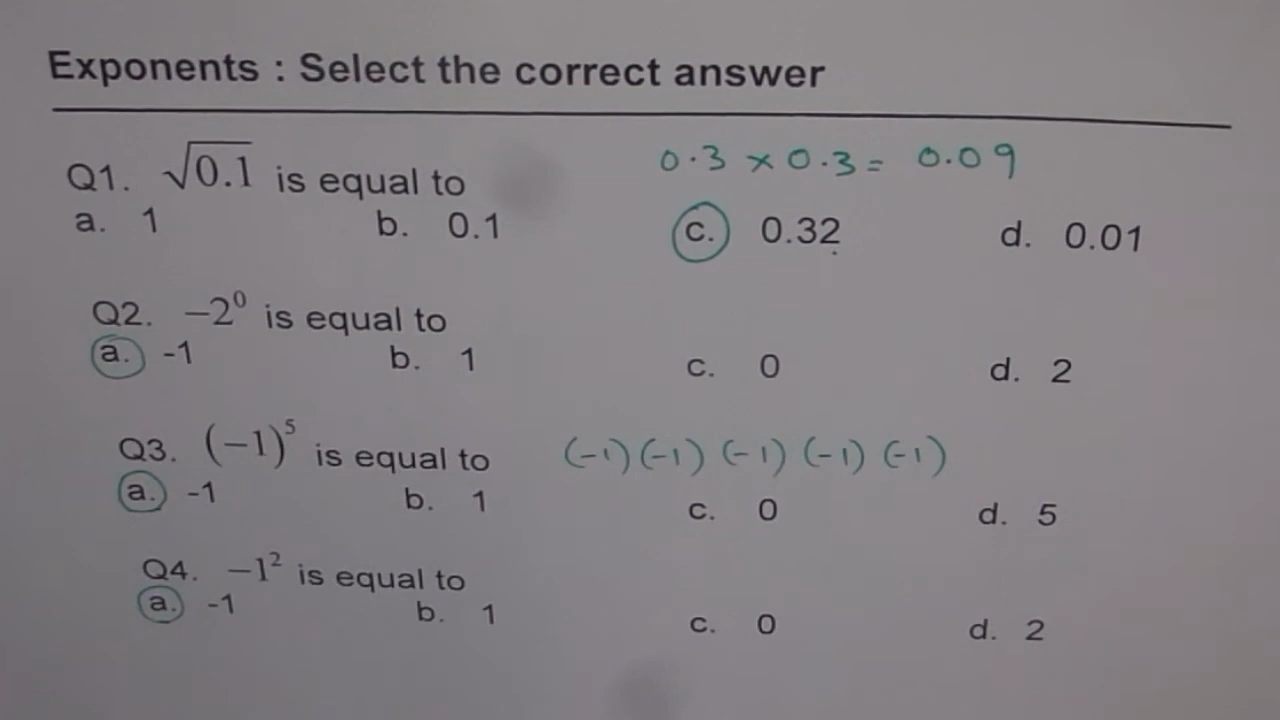 Exponents : Select the correct answer
Q1. √0.1 is equal to 0.3 × 0.3 = 0.09
a. 1 b. 0.1 c. 0.32 d. 0.01
Q2. −2⁰ is equal to
a. -1 b. 1 c. 0 d. 2
Q3. (−1)⁵ is equal to (-1) (-1) (-1) (-1) (-1)
a. -1 b. 1 c. 0 d. 5
Q4. −1² is equal to
a. -1 b. 1 c. 0 d. 2